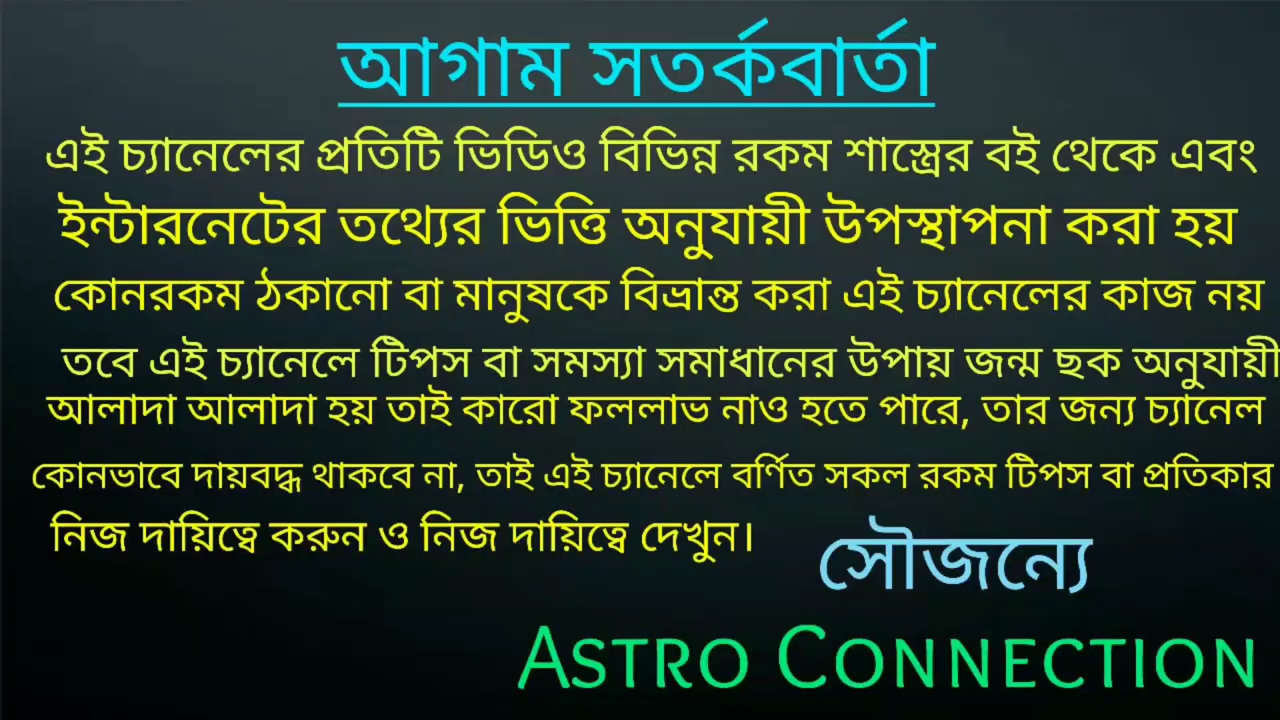 আগাম সতর্কবার্তা
এই চ্যানেলের প্রতিটি ভিডিও বিভিন্ন রকম শাস্ত্রের বই থেকে এবং
ইন্টারনেটের তথ্যের ভিত্তি অনুযায়ী উপস্থাপনা করা হয়
কোনরকম ঠকানো বা মানুষকে বিভ্রান্ত করা এই চ্যানেলের কাজ নয়
তবে এই চ্যানেলে টিপস বা সমস্যা সমাধানের উপায় জন্ম ছক অনুযায়ী
আলাদা আলাদা হয় তাই কারো ফললাভ নাও হতে পারে, তার জন্য চ্যানেল
কোনভাবে দায়বদ্ধ থাকবে না, তাই এই চ্যানেলে বর্ণিত সকল রকম টিপস বা প্রতিকার
নিজ দায়িত্বে করুন ও নিজ দায়িত্বে দেখুন।
সৌজন্যে
ASTRO CONNECTION